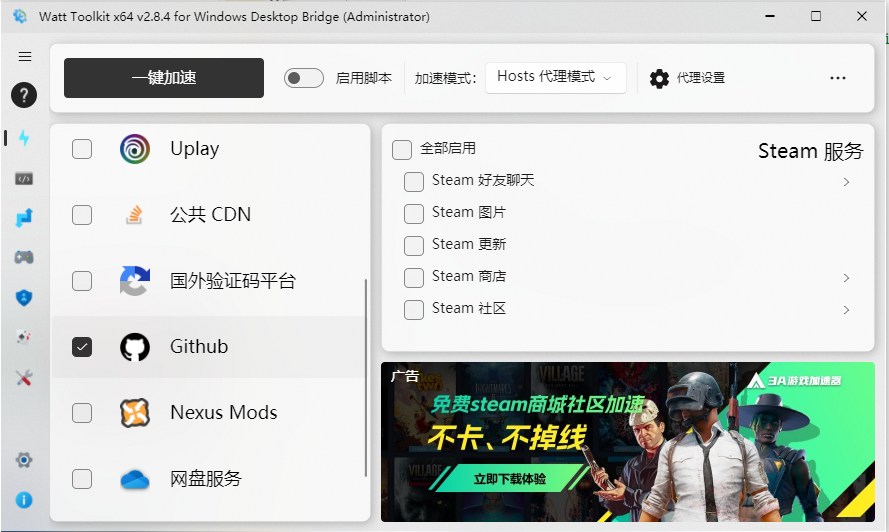 Watt Toolkit x64 v2.8.4 for Windows Desktop Bridge (Administrator)
一键加速
启用脚本
加速模式:
Hosts 代理模式
代理设置
Uplay
公共 CDN
国外验证码平台
Github
Nexus Mods
网盘服务
全部启用
Steam 服务
Steam 好友聊天
Steam 图片
Steam 更新
Steam 商店
Steam 社区
广告
3A游戏加速器
免费steam商城社区加速
不卡、不掉线
立即下载体验